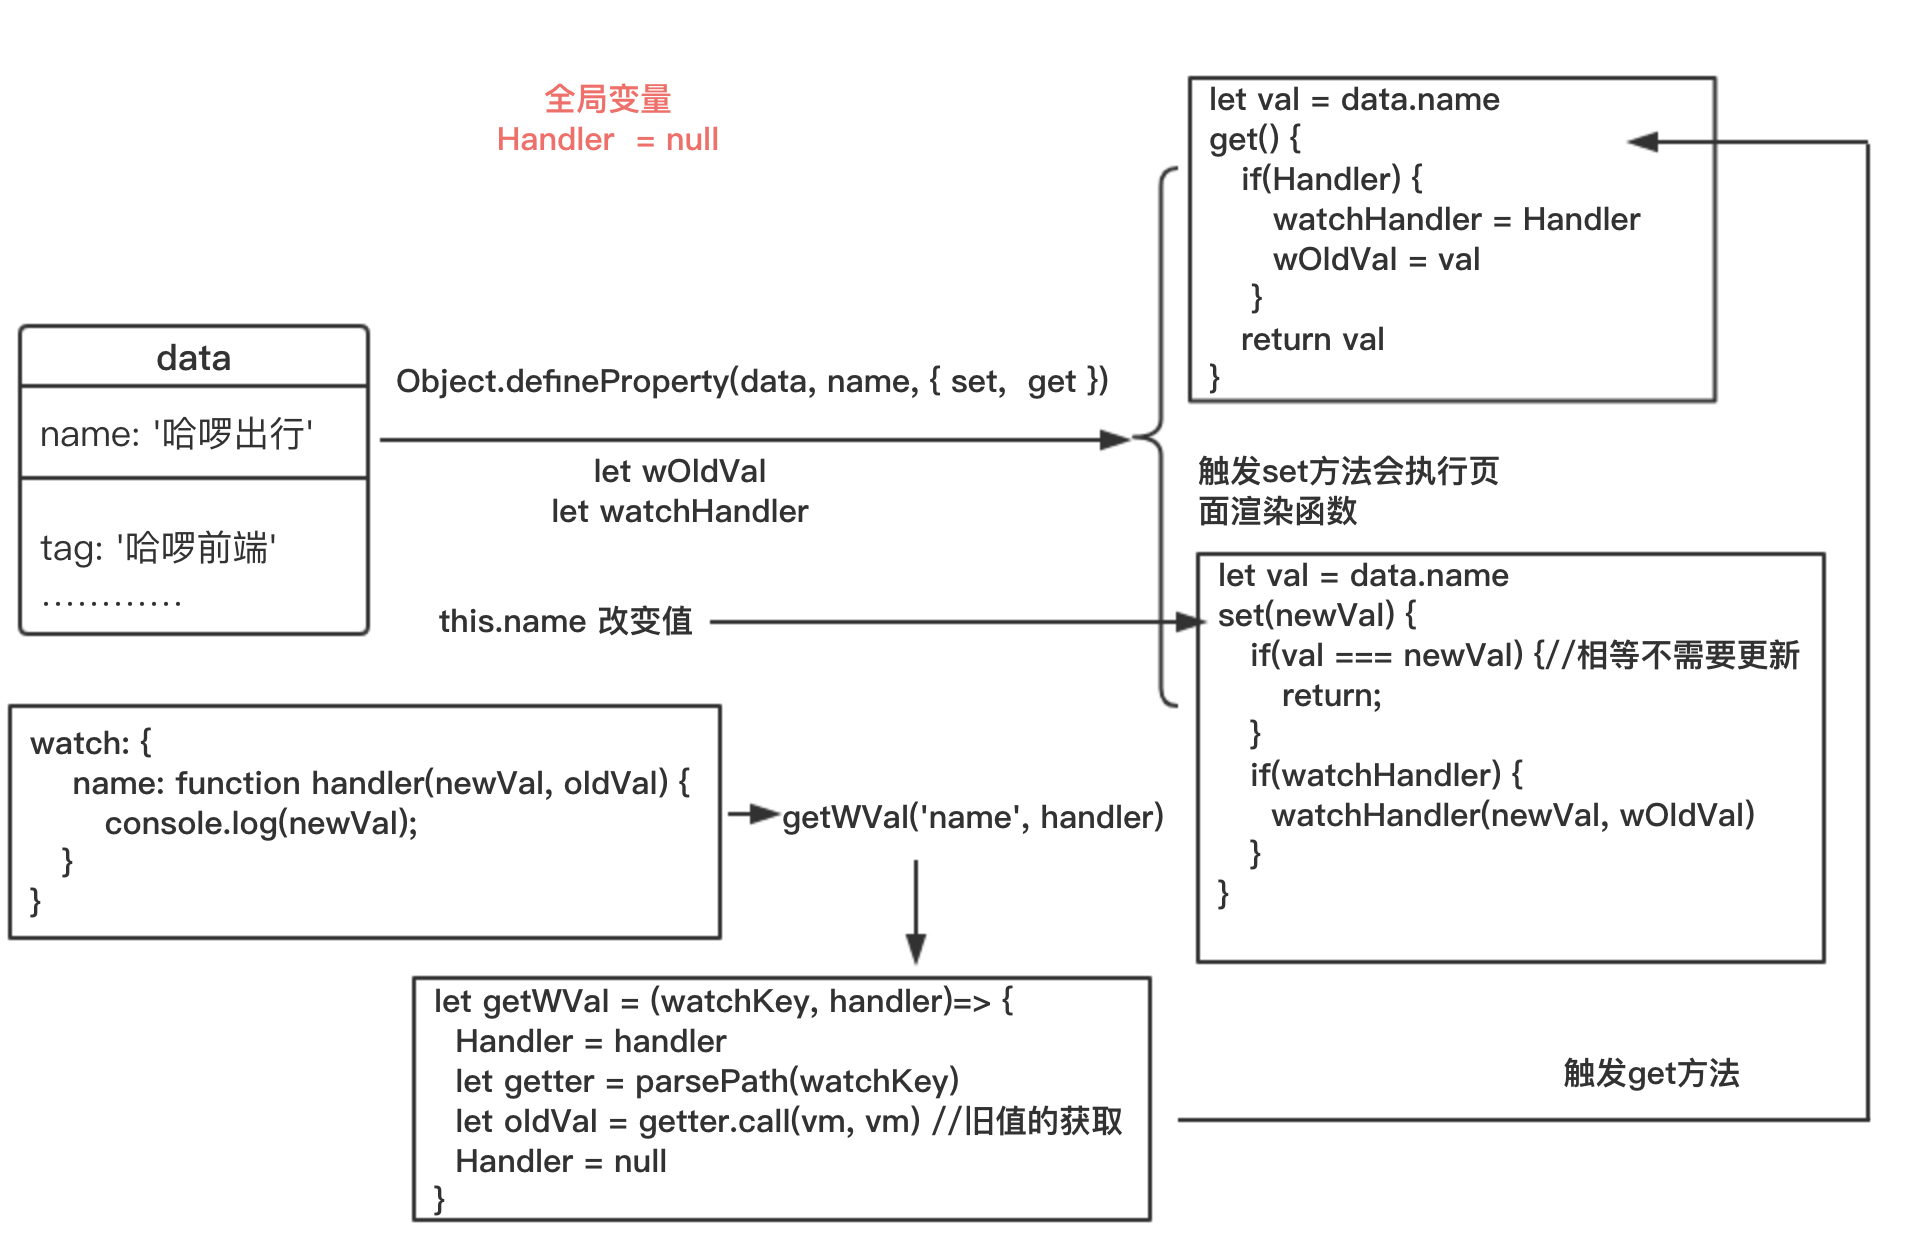 全局变量
Handler  = null
data
name: '哈啰出行'
tag: '哈啰前端'
............
Object.defineProperty(data, name, { set,  get })
let wOldVal
let watchHandler
this.name 改变值
let val = data.name
get() {
if(Handler) {
watchHandler = Handler
wOldVal = val
}
return val
}
触发set方法会执行页
面渲染函数
let val = data.name
set(newVal) {
if(val === newVal) {//相等不需要更新
return;
}
if(watchHandler) {
watchHandler(newVal, wOldVal)
}
}
watch: {
name: function handler(newVal, oldVal) {
console.log(newVal);
}
}
getWVal('name', handler)
let getWVal = (watchKey, handler)=> {
Handler = handler
let getter = parsePath(watchKey)
let oldVal = getter.call(vm, vm) //旧值的获取
Handler = null
}
触发get方法